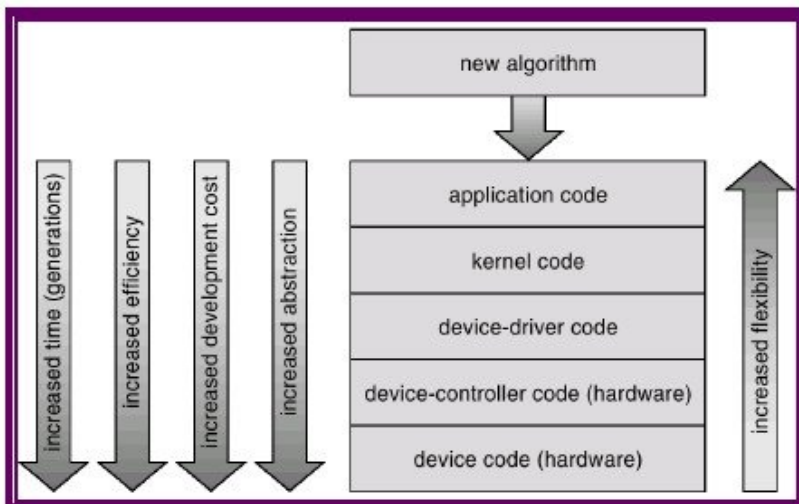 new algorithm
increased time (generations)
increased efficiency
increased development cost
increased abstraction
application code
kernel code
device-driver code
device-controller code (hardware)
device code (hardware)
increased flexibility